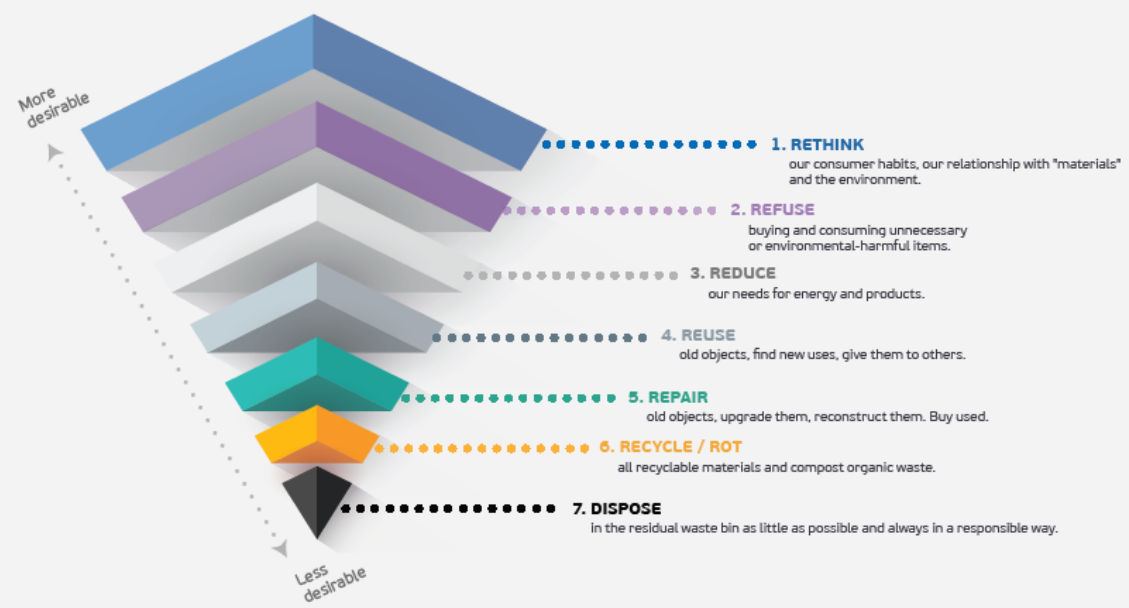 More
desirable
1. RETHINK
our consumer habits, our relationship with "materials"
and the environment.
2. REFUSE
buying and consuming unnecessary
or environmental-harmful items.
3. REDUCE
our needs for energy and products.
4. REUSE
old objects, find new uses, give them to others.
5. REPAIR
old objects, upgrade them, reconstruct them. Buy used.
6. RECYCLE / ROT
all recyclable materials and compost organic waste.
7. DISPOSE
in the residual waste bin as little as possible and always in a responsible way.
Less
desirable